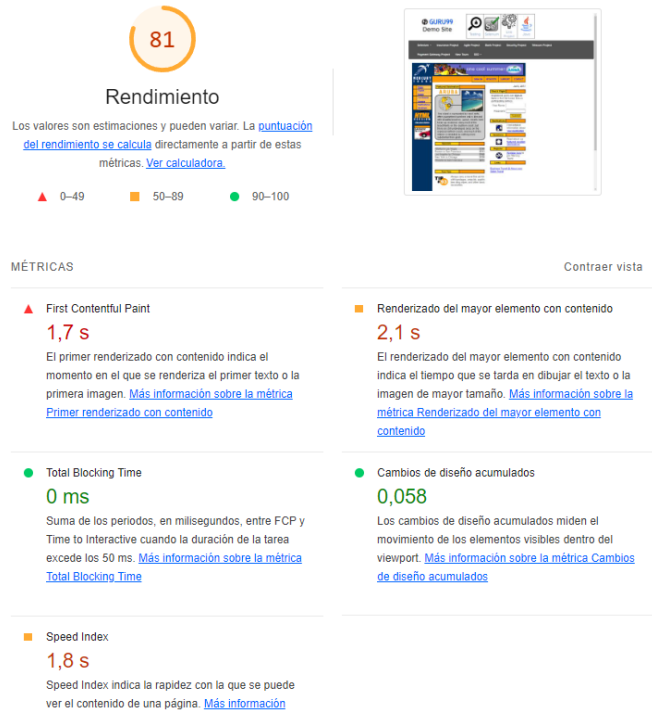 81
Rendimiento
Los valores son estimaciones y pueden variar. La puntuación
del rendimiento se calcula directamente a partir de estas
métricas. Ver calculadora.
0–49
50–89
90–100
GURU99
Demo Site
MÉTRICAS
Contraer vista
First Contentful Paint
1,7 s
El primer renderizado con contenido indica el
momento en el que se renderiza el primer texto o la
primera imagen. Más información sobre la métrica
Primer renderizado con contenido
Renderizado del mayor elemento con contenido
2,1 s
El renderizado del mayor elemento con contenido
indica el tiempo que se tarda en dibujar el texto o la
imagen de mayor tamaño. Más información sobre la
métrica Renderizado del mayor elemento con
contenido
Total Blocking Time
0 ms
Suma de los periodos, en milisegundos, entre FCP y
Time to Interactive cuando la duración de la tarea
excede los 50 ms. Más información sobre la métrica
Total Blocking Time
Cambios de diseño acumulados
0,058
Los cambios de diseño acumulados miden el
movimiento de los elementos visibles dentro del
viewport. Más información sobre la métrica Cambios
de diseño acumulados
Speed Index
1,8 s
Speed Index indica la rapidez con la que se puede
ver el contenido de una página. Más información